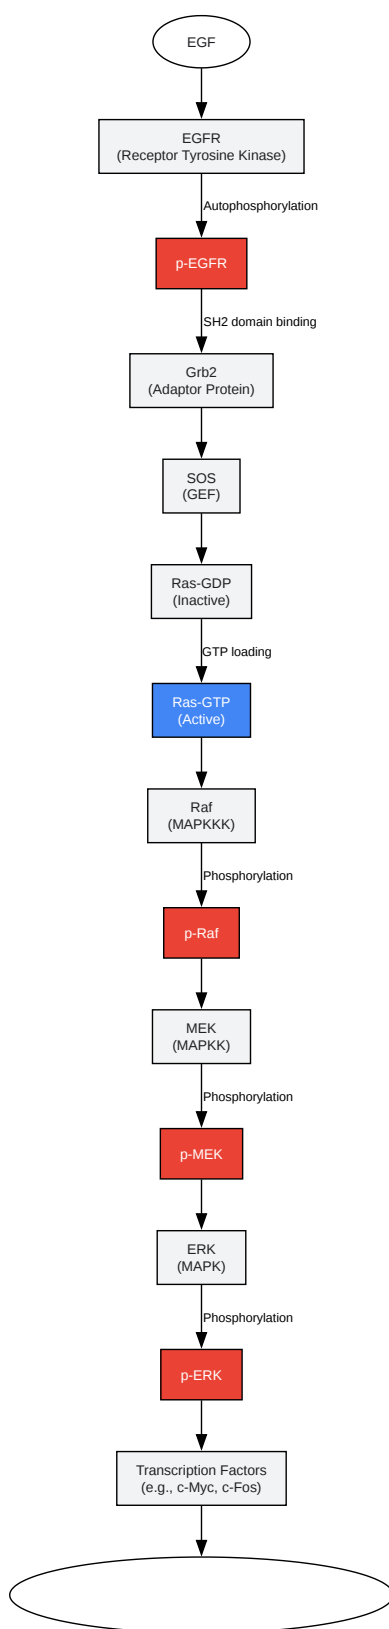 EGF
EGFR
(Receptor Tyrosine Kinase)
Autophosphorylation
p-EGFR
SH2 domain binding
Grb2
(Adaptor Protein)
SOS
(GEF)
Ras-GDP
(Inactive)
GTP loading
Ras-GTP
(Active)
Raf
(MAPKKK)
Phosphorylation
p-Raf
MEK
(MAPKK)
Phosphorylation
p-MEK
ERK
(MAPK)
Phosphorylation
p-ERK
Transcription Factors
(e.g., c-Myc, c-Fos)